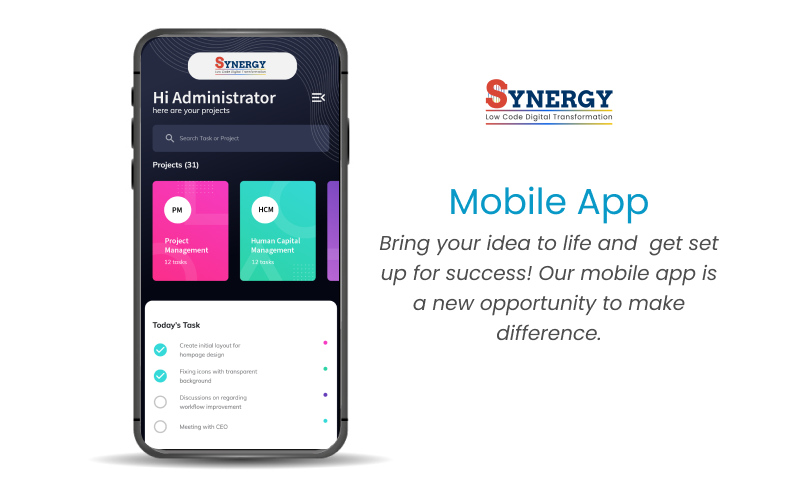 SYNERGY
Low Code Digital Transformation
Hi Administrator
here are your projects
Search Task or Project
Projects (31)
PM
Project
Management
12 tasks
HCM
Human Capital
Management
12 tasks
Today's Task
Create initial layout for
hompage design
Fixing icons with transparent
background
Discussions on regarding
workflow improvement
Meeting with CEO
SYNERGY
Low Code Digital Transformation
Mobile App
Bring your idea to life and get set
up for success! Our mobile app is
a new opportunity to make
difference.